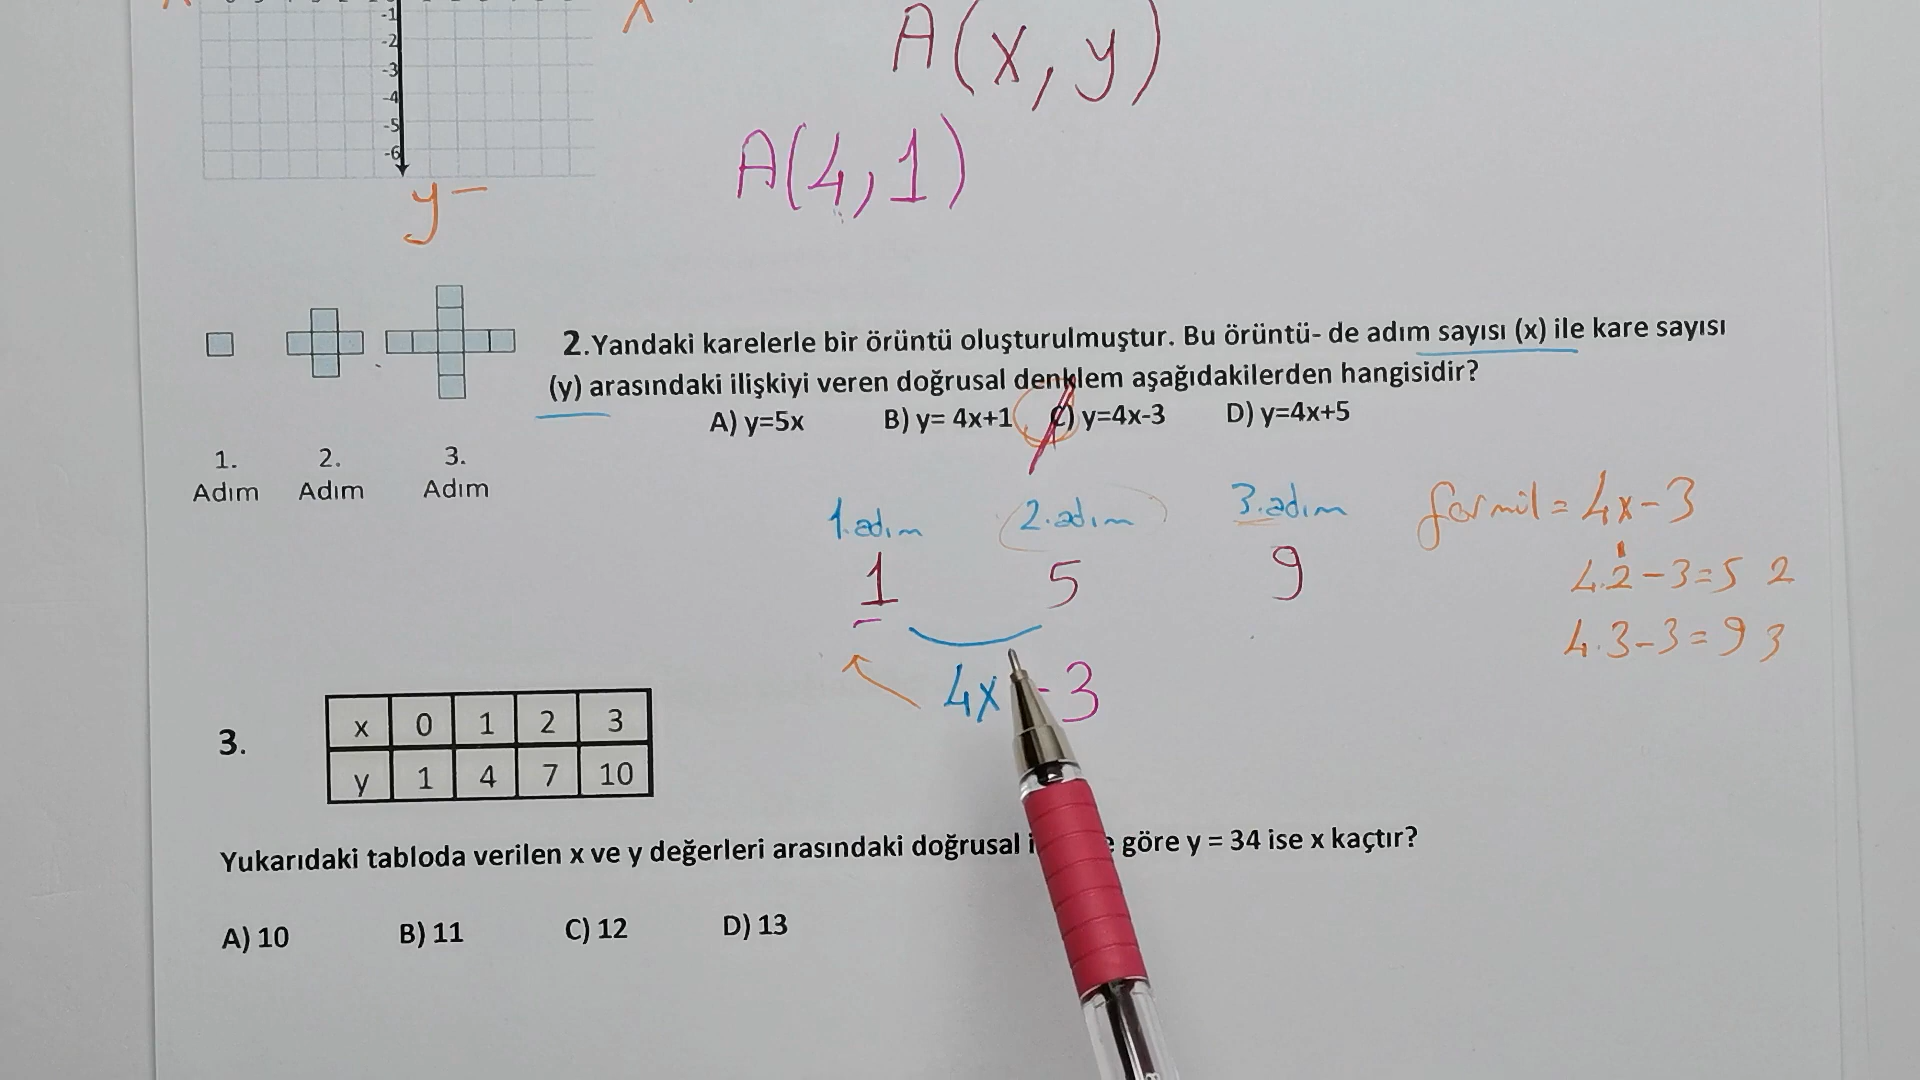 -1
-2
-3
-4
-5
-6
y-
A(x, y)
A(4,1)
2.Yandaki karelerle bir örüntü oluşturulmuştur. Bu örüntü- de adım sayısı (x) ile kare sayısı
(y) arasındaki ilişkiyi veren doğrusal denklem aşağıdakilerden hangisidir?
A) y=5x B) y= 4x+1 C) y=4x-3 D) y=4x+5
1. 2. 3.
Adım Adım Adım
1.adım 2.adım 3.adım
1 5 9
4x -3
formül = 4x-3
4.2-3=5 2
4.3-3=9 3
3.
x 0 1 2 3
y 1 4 7 10
Yukarıdaki tabloda verilen x ve y değerleri arasındaki doğrusal göre y = 34 ise x kaçtır?
A) 10 B) 11 C) 12 D) 13